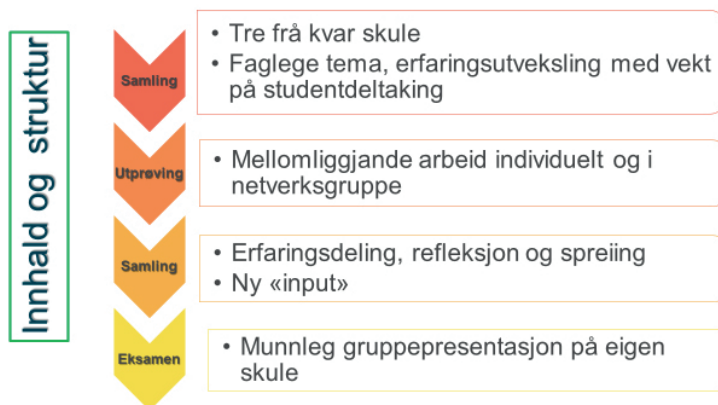 Innhald og struktur
Samling
• Tre frå kvar skule
• Faglege tema, erfaringsutveksling med vekt
på studentdeltaking
Utprøving
• Mellomliggjande arbeid individuelt og i
netverksgruppe
Samling
• Erfaringsdeling, refleksjon og spreiing
• Ny «input»
Eksamen
• Munnleg gruppepresentasjon på eigen
skule